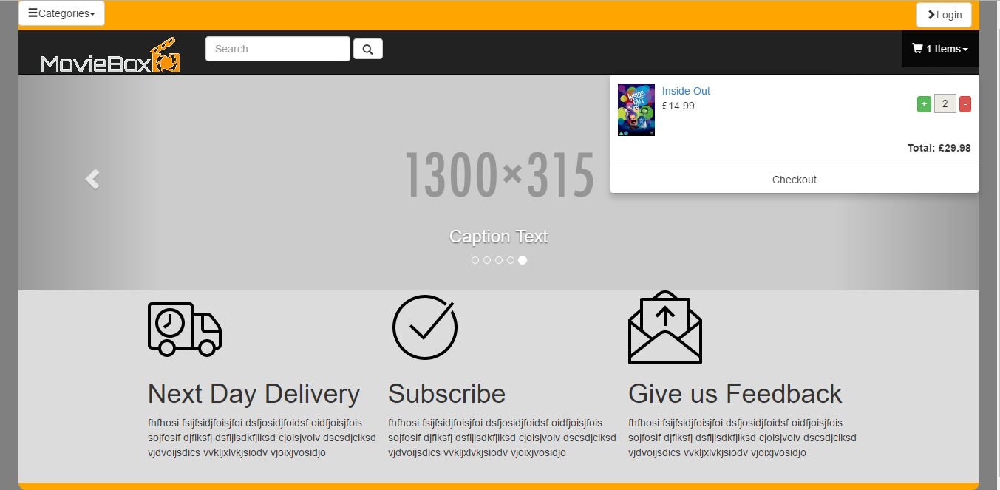 Categories
Login
MovieBox
Search
1 Items
INSIDE OUT
Inside Out
£14.99
+ 2 -
Total: £29.98
Checkout
1300×315
Caption Text
Next Day Delivery
fhfhosi fsijfsidjfoisjfoi dsfjosidjfoidsf oidfjoisjfois
sojfosif djflksfj dsfljlsdkfjlksd cjoisjvoiv dscsdjclksd
vjdvoijsdics vvkljxlvkjsiodv vjoixjvosidjo
Subscribe
fhfhosi fsijfsidjfoisjfoi dsfjosidjfoidsf oidfjoisjfois
sojfosif djflksfj dsfljlsdkfjlksd cjoisjvoiv dscsdjclksd
vjdvoijsdics vvkljxlvkjsiodv vjoixjvosidjo
Give us Feedback
fhfhosi fsijfsidjfoisjfoi dsfjosidjfoidsf oidfjoisjfois
sojfosif djflksfj dsfljlsdkfjlksd cjoisjvoiv dscsdjclksd
vjdvoijsdics vvkljxlvkjsiodv vjoixjvosidjo